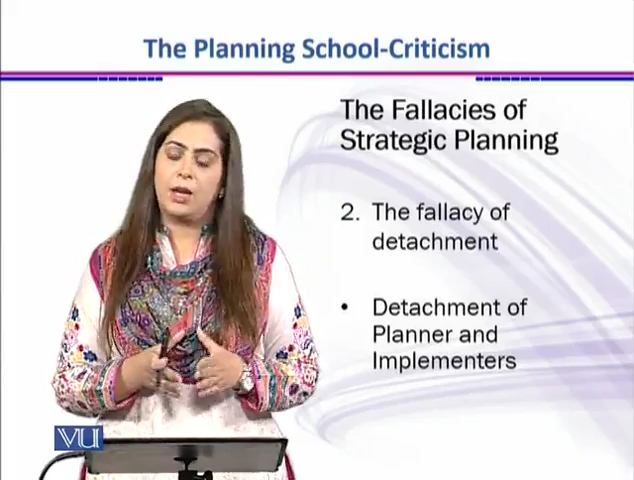 The Planning School-Criticism
The Fallacies of
Strategic Planning
2. The fallacy of
detachment
• Detachment of
Planner and
Implementers
VU